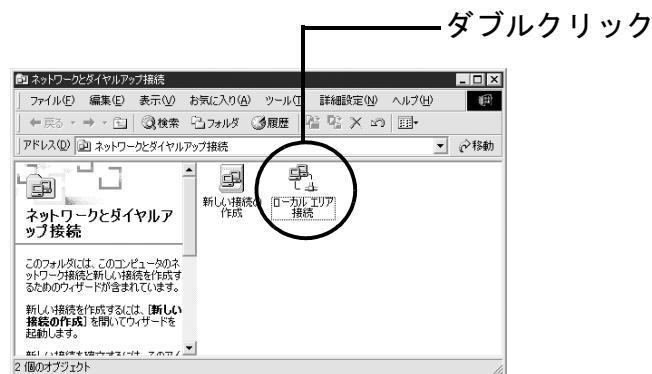 ダブルクリック
ネットワークとダイヤルアップ接続
ファイル(F) 編集(E) 表示(V) お気に入り(A) ツール(T) 詳細設定(N) ヘルプ(H)
戻る 検索 フォルダ 履歴
アドレス(D) ネットワークとダイヤルアップ接続 移動
ネットワークとダイヤルア
ップ接続
このフォルダには、このコンピュータのネ
ットワーク接続と新しい接続を作成す
るためのウィザードが含まれています。
新しい接続を作成するには、[新しい
接続の作成] を開いてウィザードを
起動します。
新しい接続の
作成
ローカル エリア
接続
2 個のオブジェクト